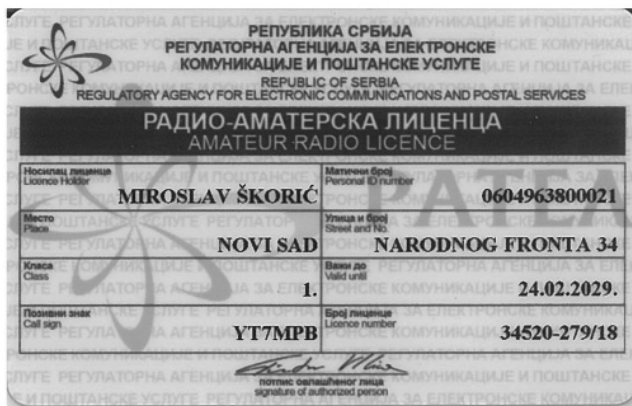 РЕПУБЛИКА СРБИЈА
РЕГУЛАТОРНА АГЕНЦИЈА ЗА ЕЛЕКТРОНСКЕ
КОМУНИКАЦИЈЕ И ПОШТАНСКЕ УСЛУГЕ
REPUBLIC OF SERBIA
REGULATORY AGENCY FOR ELECTRONIC COMMUNICATIONS AND POSTAL SERVICES
РАДИО-АМАТЕРСКА ЛИЦЕНЦА
AMATEUR RADIO LICENCE
Носилац лиценце
Licence Holder
MIROSLAV ŠKORIĆ
Матични број
Personal ID number
0604963800021
Место
Place
NOVI SAD
Улица и број
Street and No.
NARODNOG FRONTA 34
Класа
Class
1.
Важи до
Valid until
24.02.2029.
Позивни знак
Call sign
YT7MPB
Број лиценце
Licence number
34520-279/18
потпис овлашћеног лица
signature of authorized person